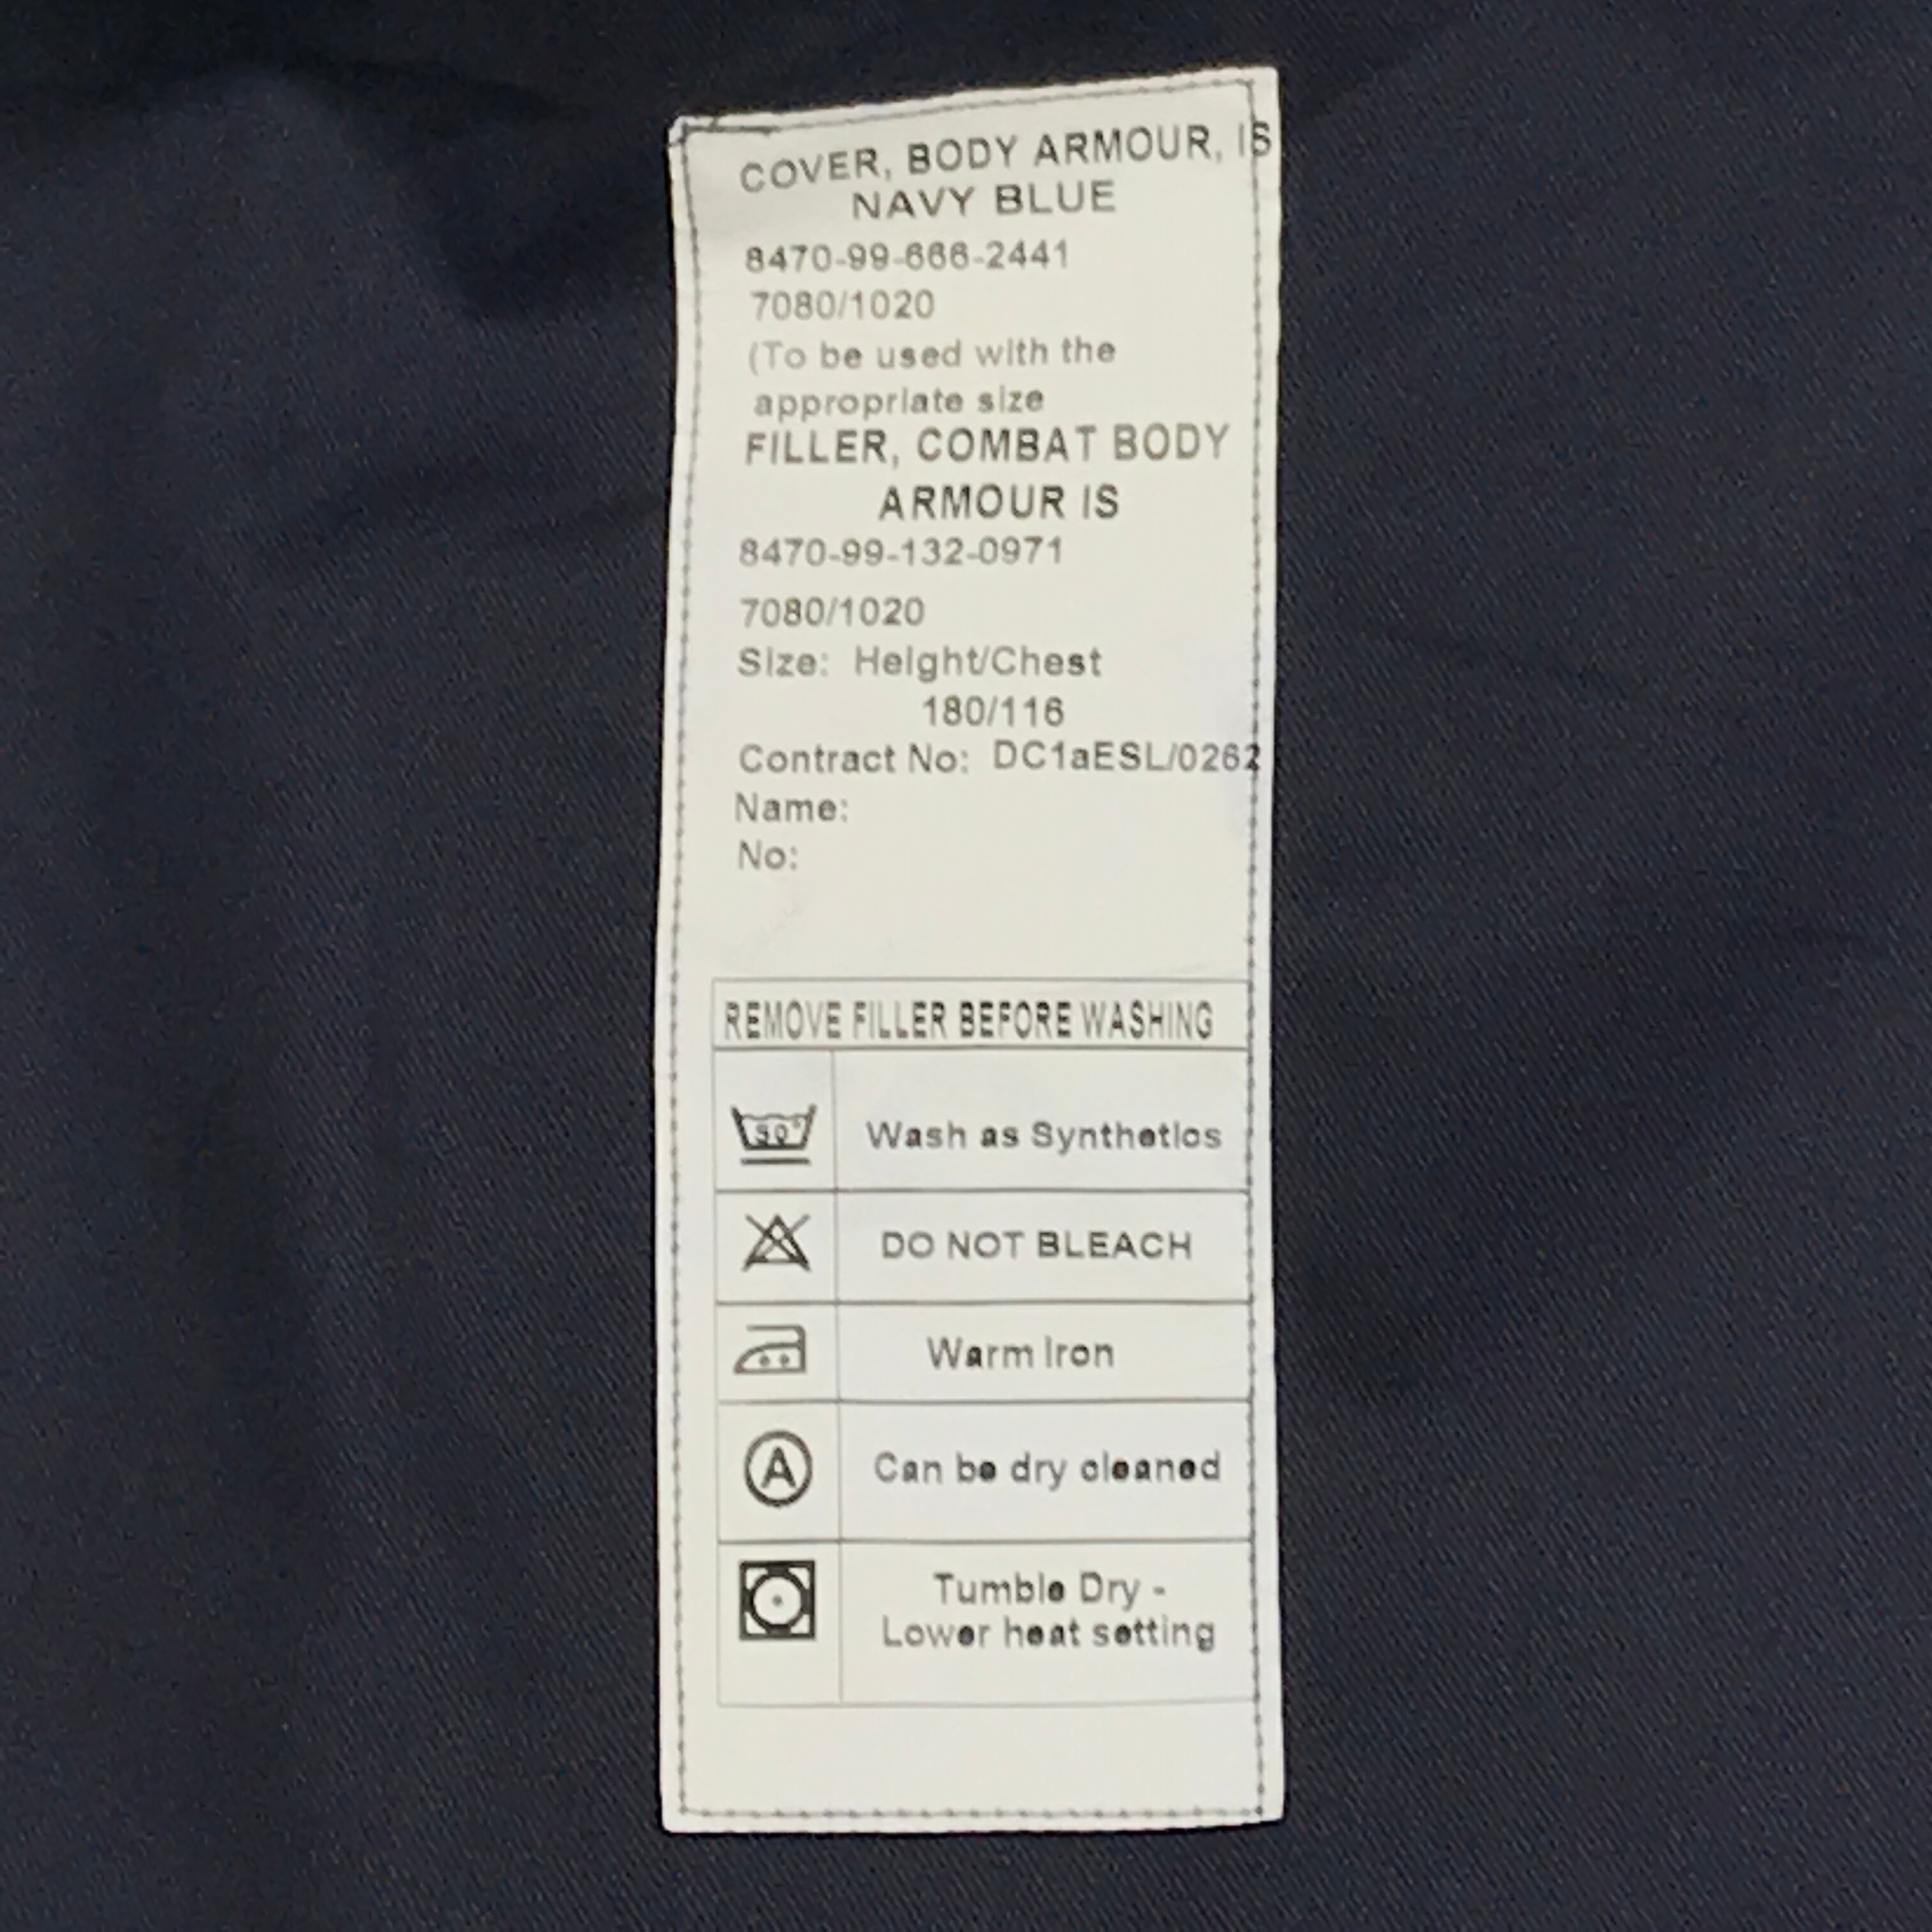 COVER, BODY ARMOUR, IS
NAVY BLUE
8470-99-666-2441
7080/1020
(To be used with the
appropriate size
FILLER, COMBAT BODY
ARMOUR IS
8470-99-132-0971
7080/1020
Size: Height/Chest
180/116
Contract No: DC1aESL/0262
Name:
No:
REMOVE FILLER BEFORE WASHING
Wash as Synthetics
DO NOT BLEACH
Warm Iron
A Can be dry cleaned
Tumble Dry -
Lower heat setting